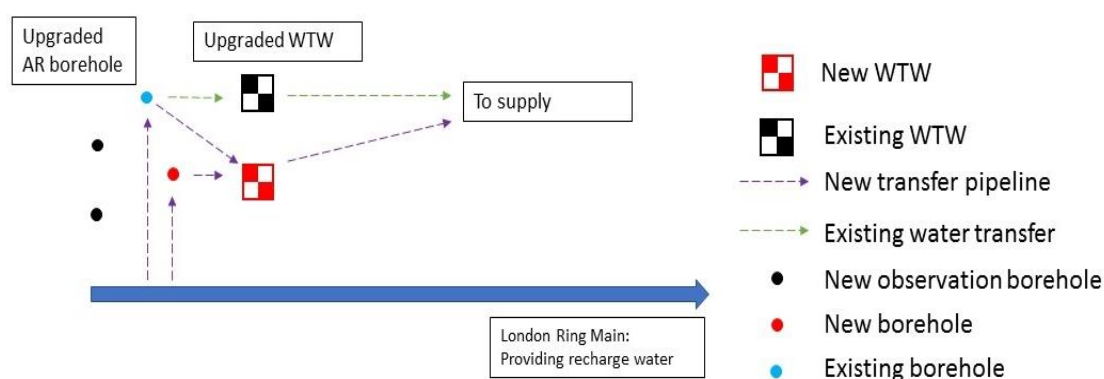 Upgraded
AR borehole
Upgraded WTW
To supply
London Ring Main:
Providing recharge water
New WTW
Existing WTW
New transfer pipeline
Existing water transfer
New observation borehole
New borehole
Existing borehole